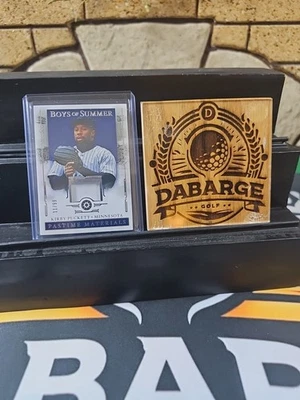 BOYS OF SUMMER
KIRBY PUCKETT • MINNESOTA
PASTIME MATERIALS
D
DABARGE
GOLF
BAR